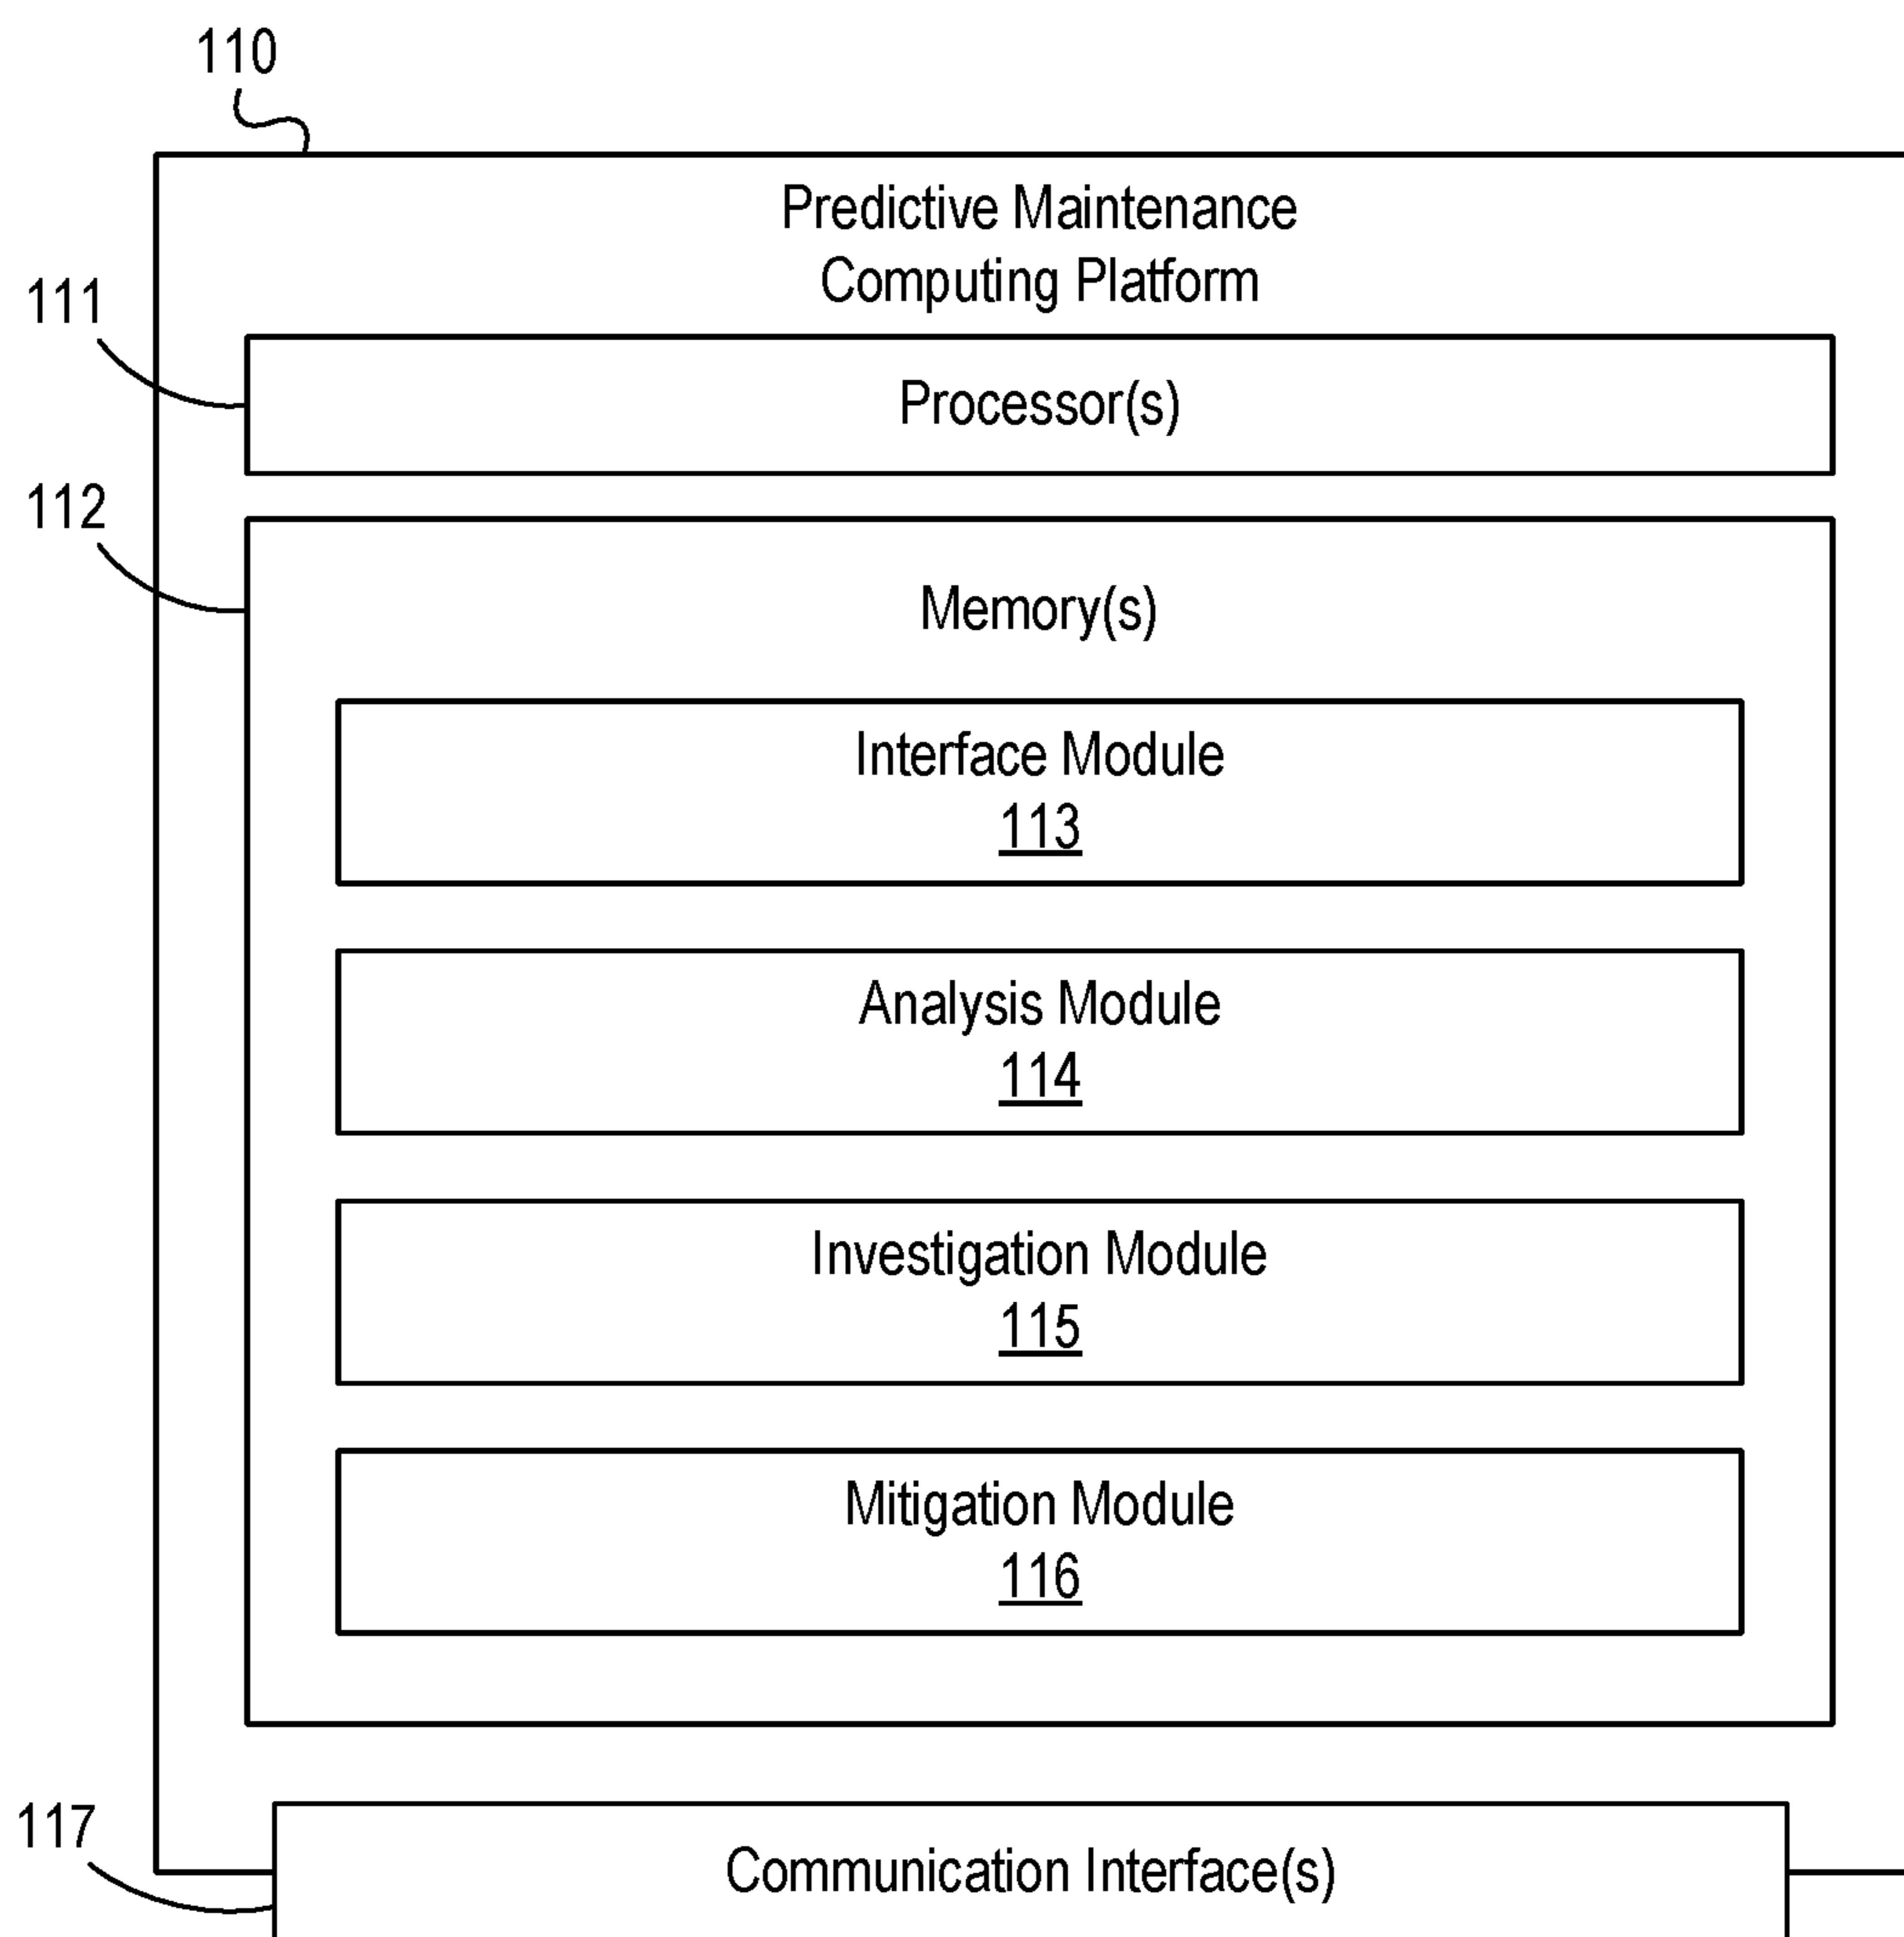 110
Predictive Maintenance
Computing Platform
111
Processor(s)
112
Memory(s)
Interface Module
113
Analysis Module
114
Investigation Module
115
Mitigation Module
116
117
Communication Interface(s)